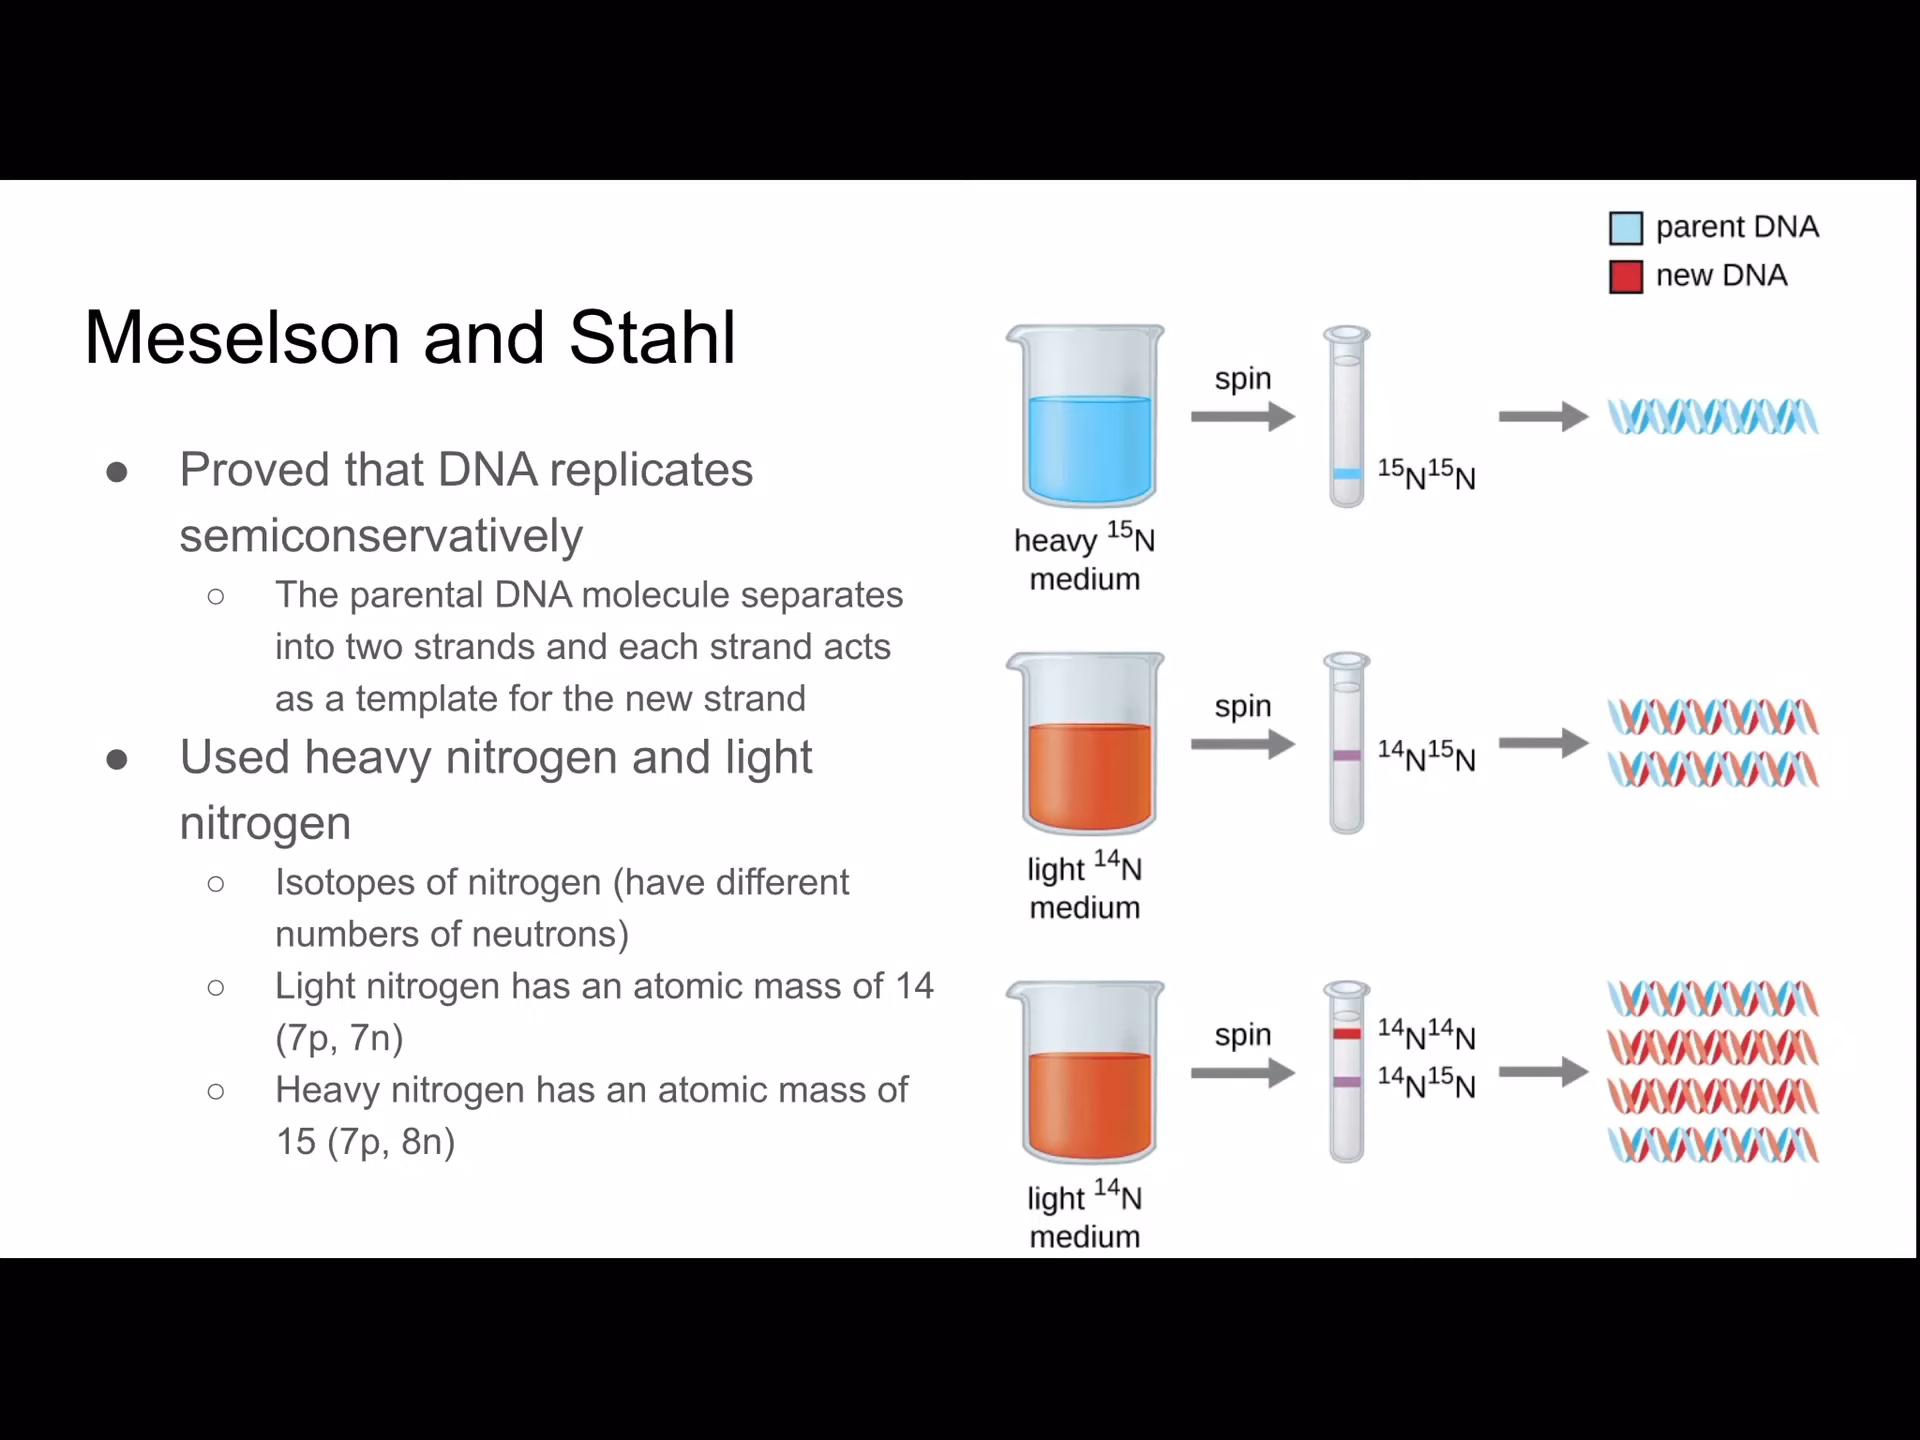 Meselson and Stahl
● Proved that DNA replicates
semiconservatively
○ The parental DNA molecule separates
into two strands and each strand acts
as a template for the new strand
● Used heavy nitrogen and light
nitrogen
○ Isotopes of nitrogen (have different
numbers of neutrons)
○ Light nitrogen has an atomic mass of 14
(7p, 7n)
○ Heavy nitrogen has an atomic mass of
15 (7p, 8n)
parent DNA
new DNA
spin
¹⁵N¹⁵N
heavy ¹⁵N
medium
spin
¹⁴N¹⁵N
light ¹⁴N
medium
spin
¹⁴N¹⁴N
¹⁴N¹⁵N
light ¹⁴N
medium